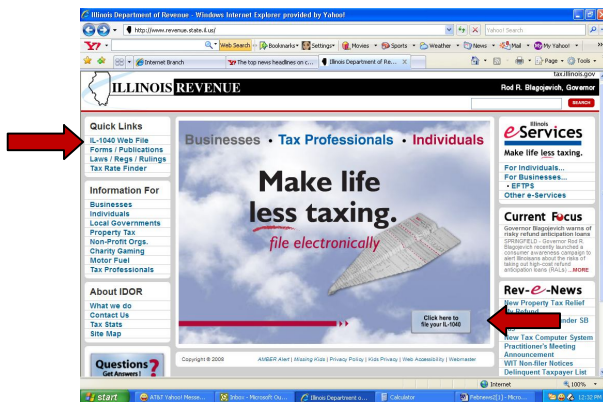 Illinois Department of Revenue - Windows Internet Explorer provided by Yahoo!
http://www.revenue.state.il.us/
Yahoo! Search
Web Search
Bookmarks
Settings
Movies
Sports
Weather
News
Mail
My Yahoo!
Internet Branch
The top news headlines on c...
Illinois Department of Re...
Page
Tools
tax.illinois.gov
ILLINOIS REVENUE
Rod R. Blagojevich, Governor
SEARCH
Quick Links
IL-1040 Web File
Forms / Publications
Laws / Regs / Rulings
Tax Rate Finder
Information For
Businesses
Individuals
Local Governments
Property Tax
Non-Profit Orgs.
Charity Gaming
Motor Fuel
Tax Professionals
About IDOR
What we do
Contact Us
Tax Stats
Site Map
Questions?
Get Answers!
Businesses • Tax Professionals • Individuals
Make life
less taxing.
file electronically
Click here to
file your IL-1040
Copyright © 2008
AMBER Alert | Missing Kids | Privacy Policy | Kids Privacy | Web Accessibility | Webmaster
Illinois
eServices
Make life less taxing.
For Individuals...
For Businesses...
• EFTPS
Other e-Services
Current Focus
Governor Blagojevich warns of
risky refund anticipation loans
SPRINGFIELD - Governor Rod R.
Blagojevich recently launched a
consumer awareness campaign to
alert Illinoisans about the risks of
taking out high-cost refund
anticipation loans (RALs) ...MORE
Rev-e-News
New Property Tax Relief
Refund
under SB
New Tax Computer System
Practitioner's Meeting
Announcement
WIT Non-filer Notices
Delinquent Taxpayer List
Internet
100%
start
AT&T Yahoo! Messe...
Inbox - Microsoft Ou...
Illinois Department o...
Calculator
Febnews2[1] - Micro...
12:32 PM